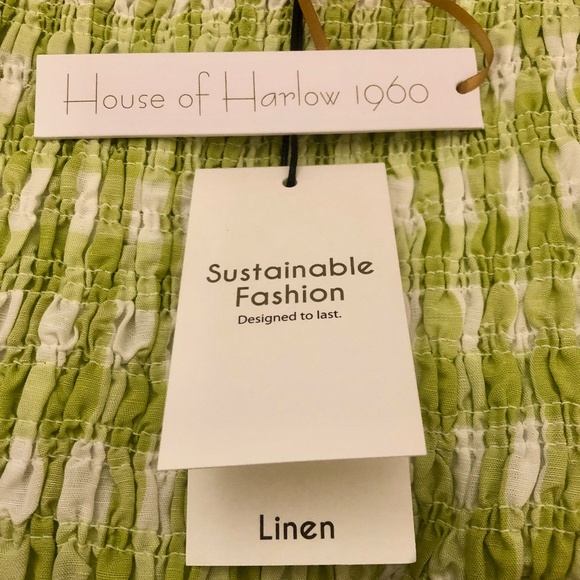 House of Harlow 1960
Sustainable
Fashion
Designed to last.
Linen